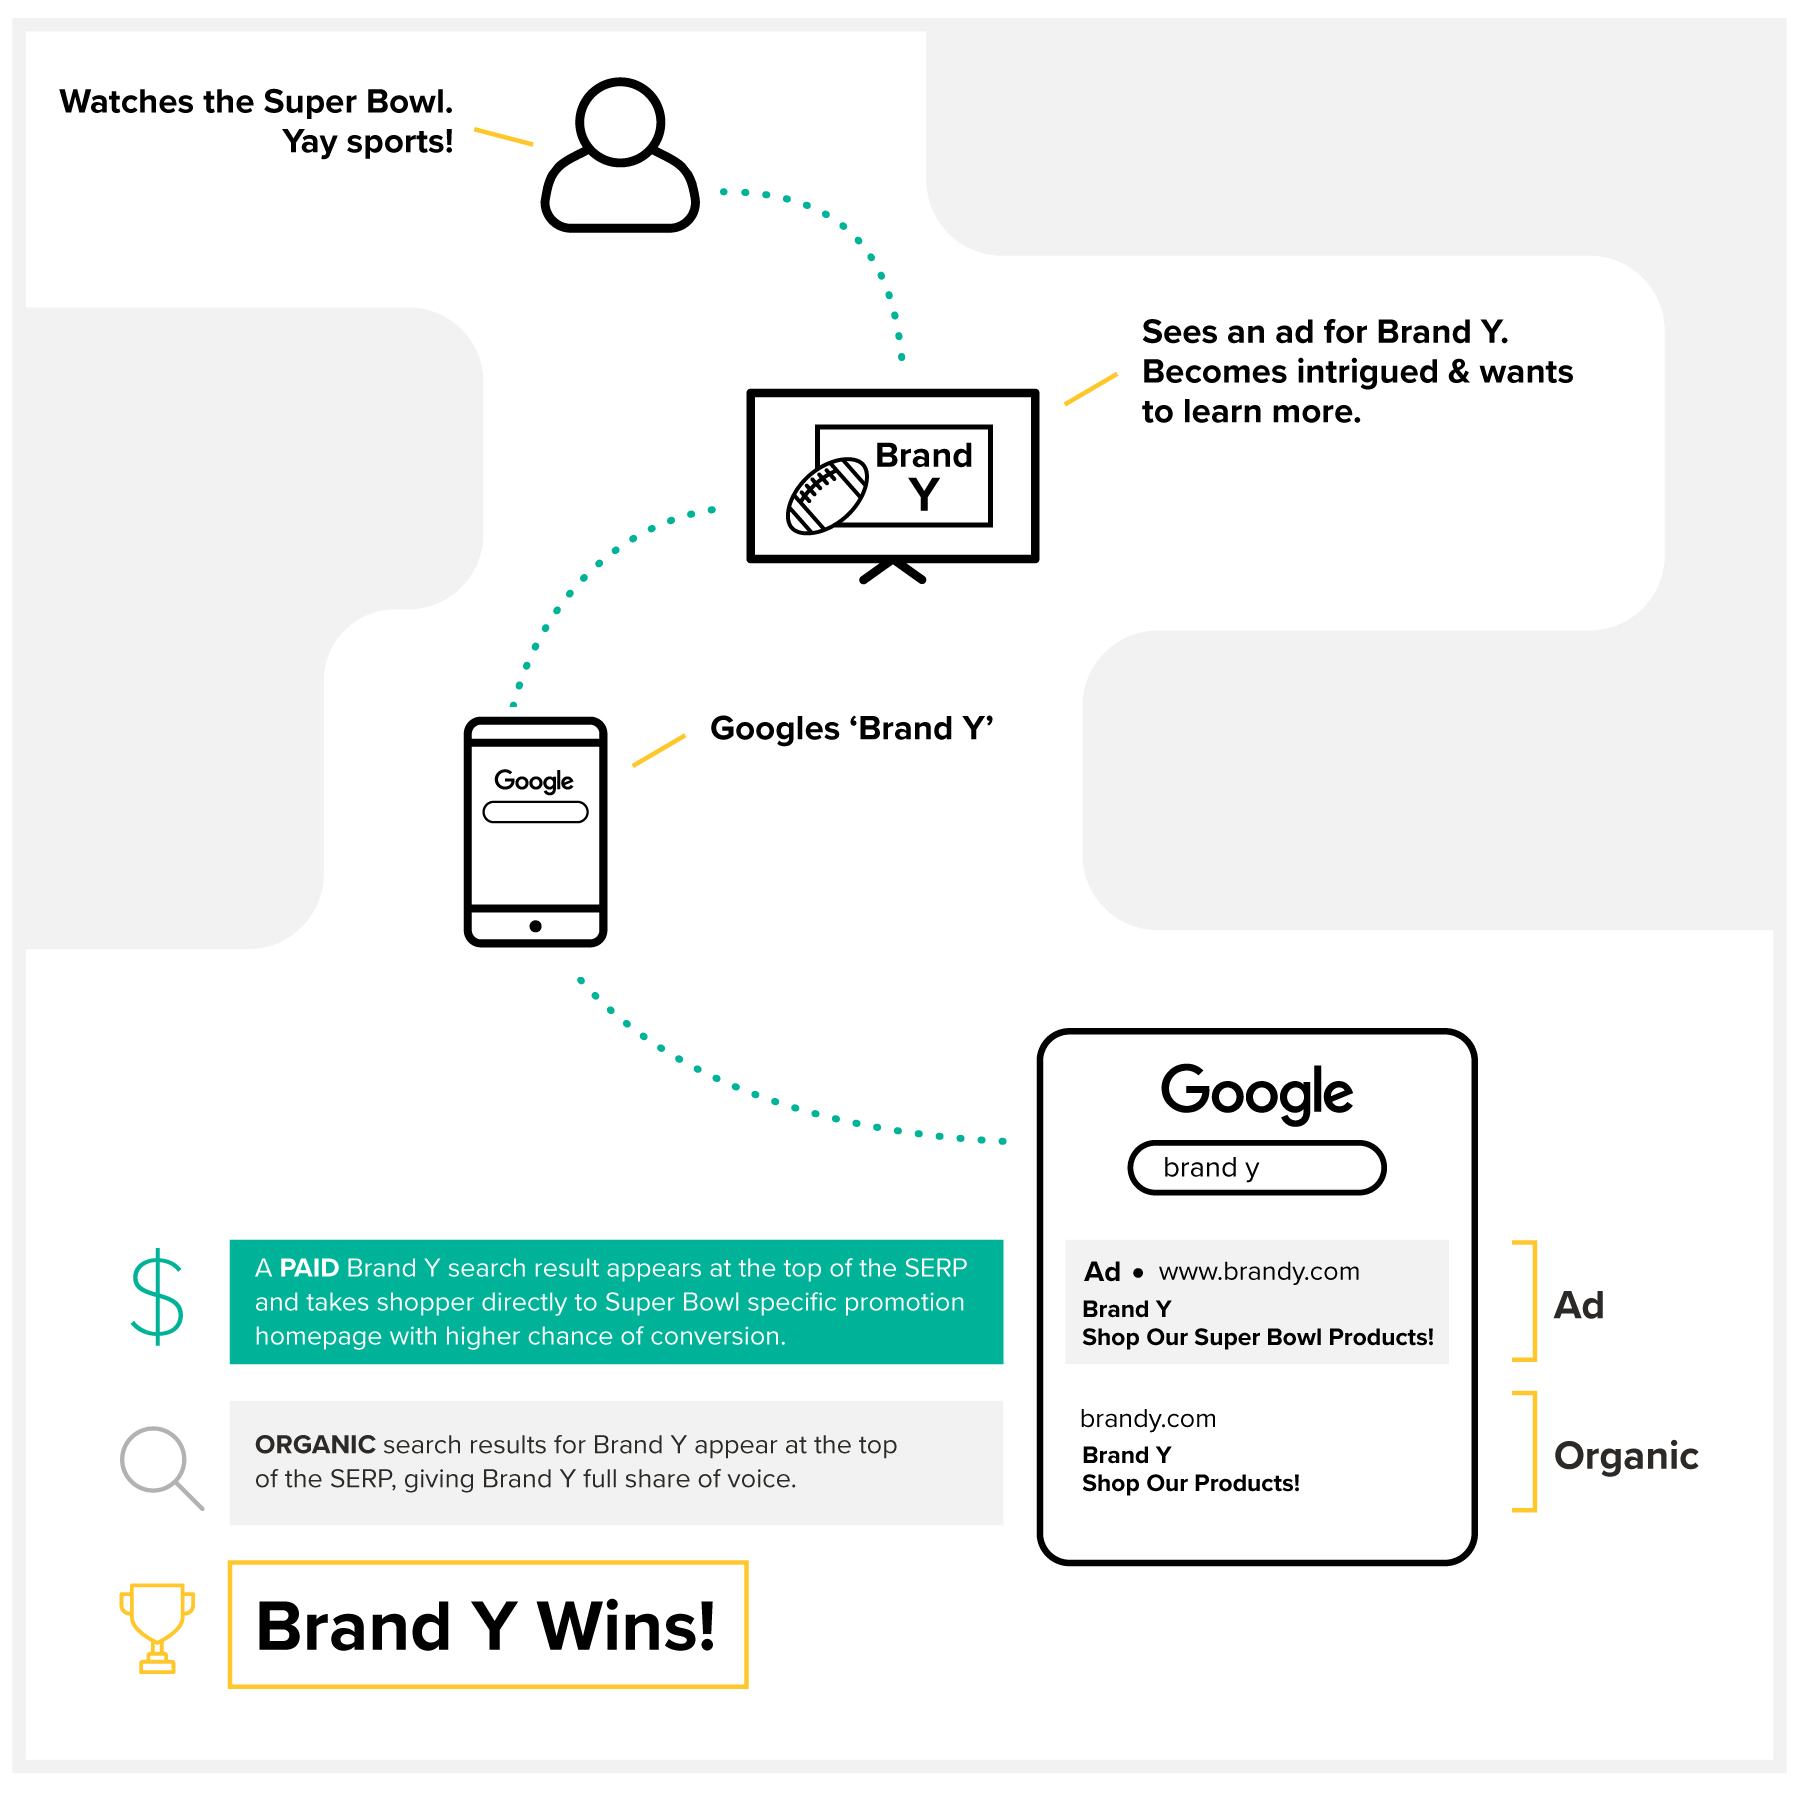 Watches the Super Bowl.
Yay sports!
Sees an ad for Brand Y.
Becomes intrigued & wants
to learn more.
Brand
Y
Googles ‘Brand Y’
Google
Google
brand y
A PAID Brand Y search result appears at the top of the SERP
and takes shopper directly to Super Bowl specific promotion
homepage with higher chance of conversion.
Ad • www.brandy.com
Brand Y
Shop Our Super Bowl Products!
Ad
ORGANIC search results for Brand Y appear at the top
of the SERP, giving Brand Y full share of voice.
brandy.com
Brand Y
Shop Our Products!
Organic
Brand Y Wins!